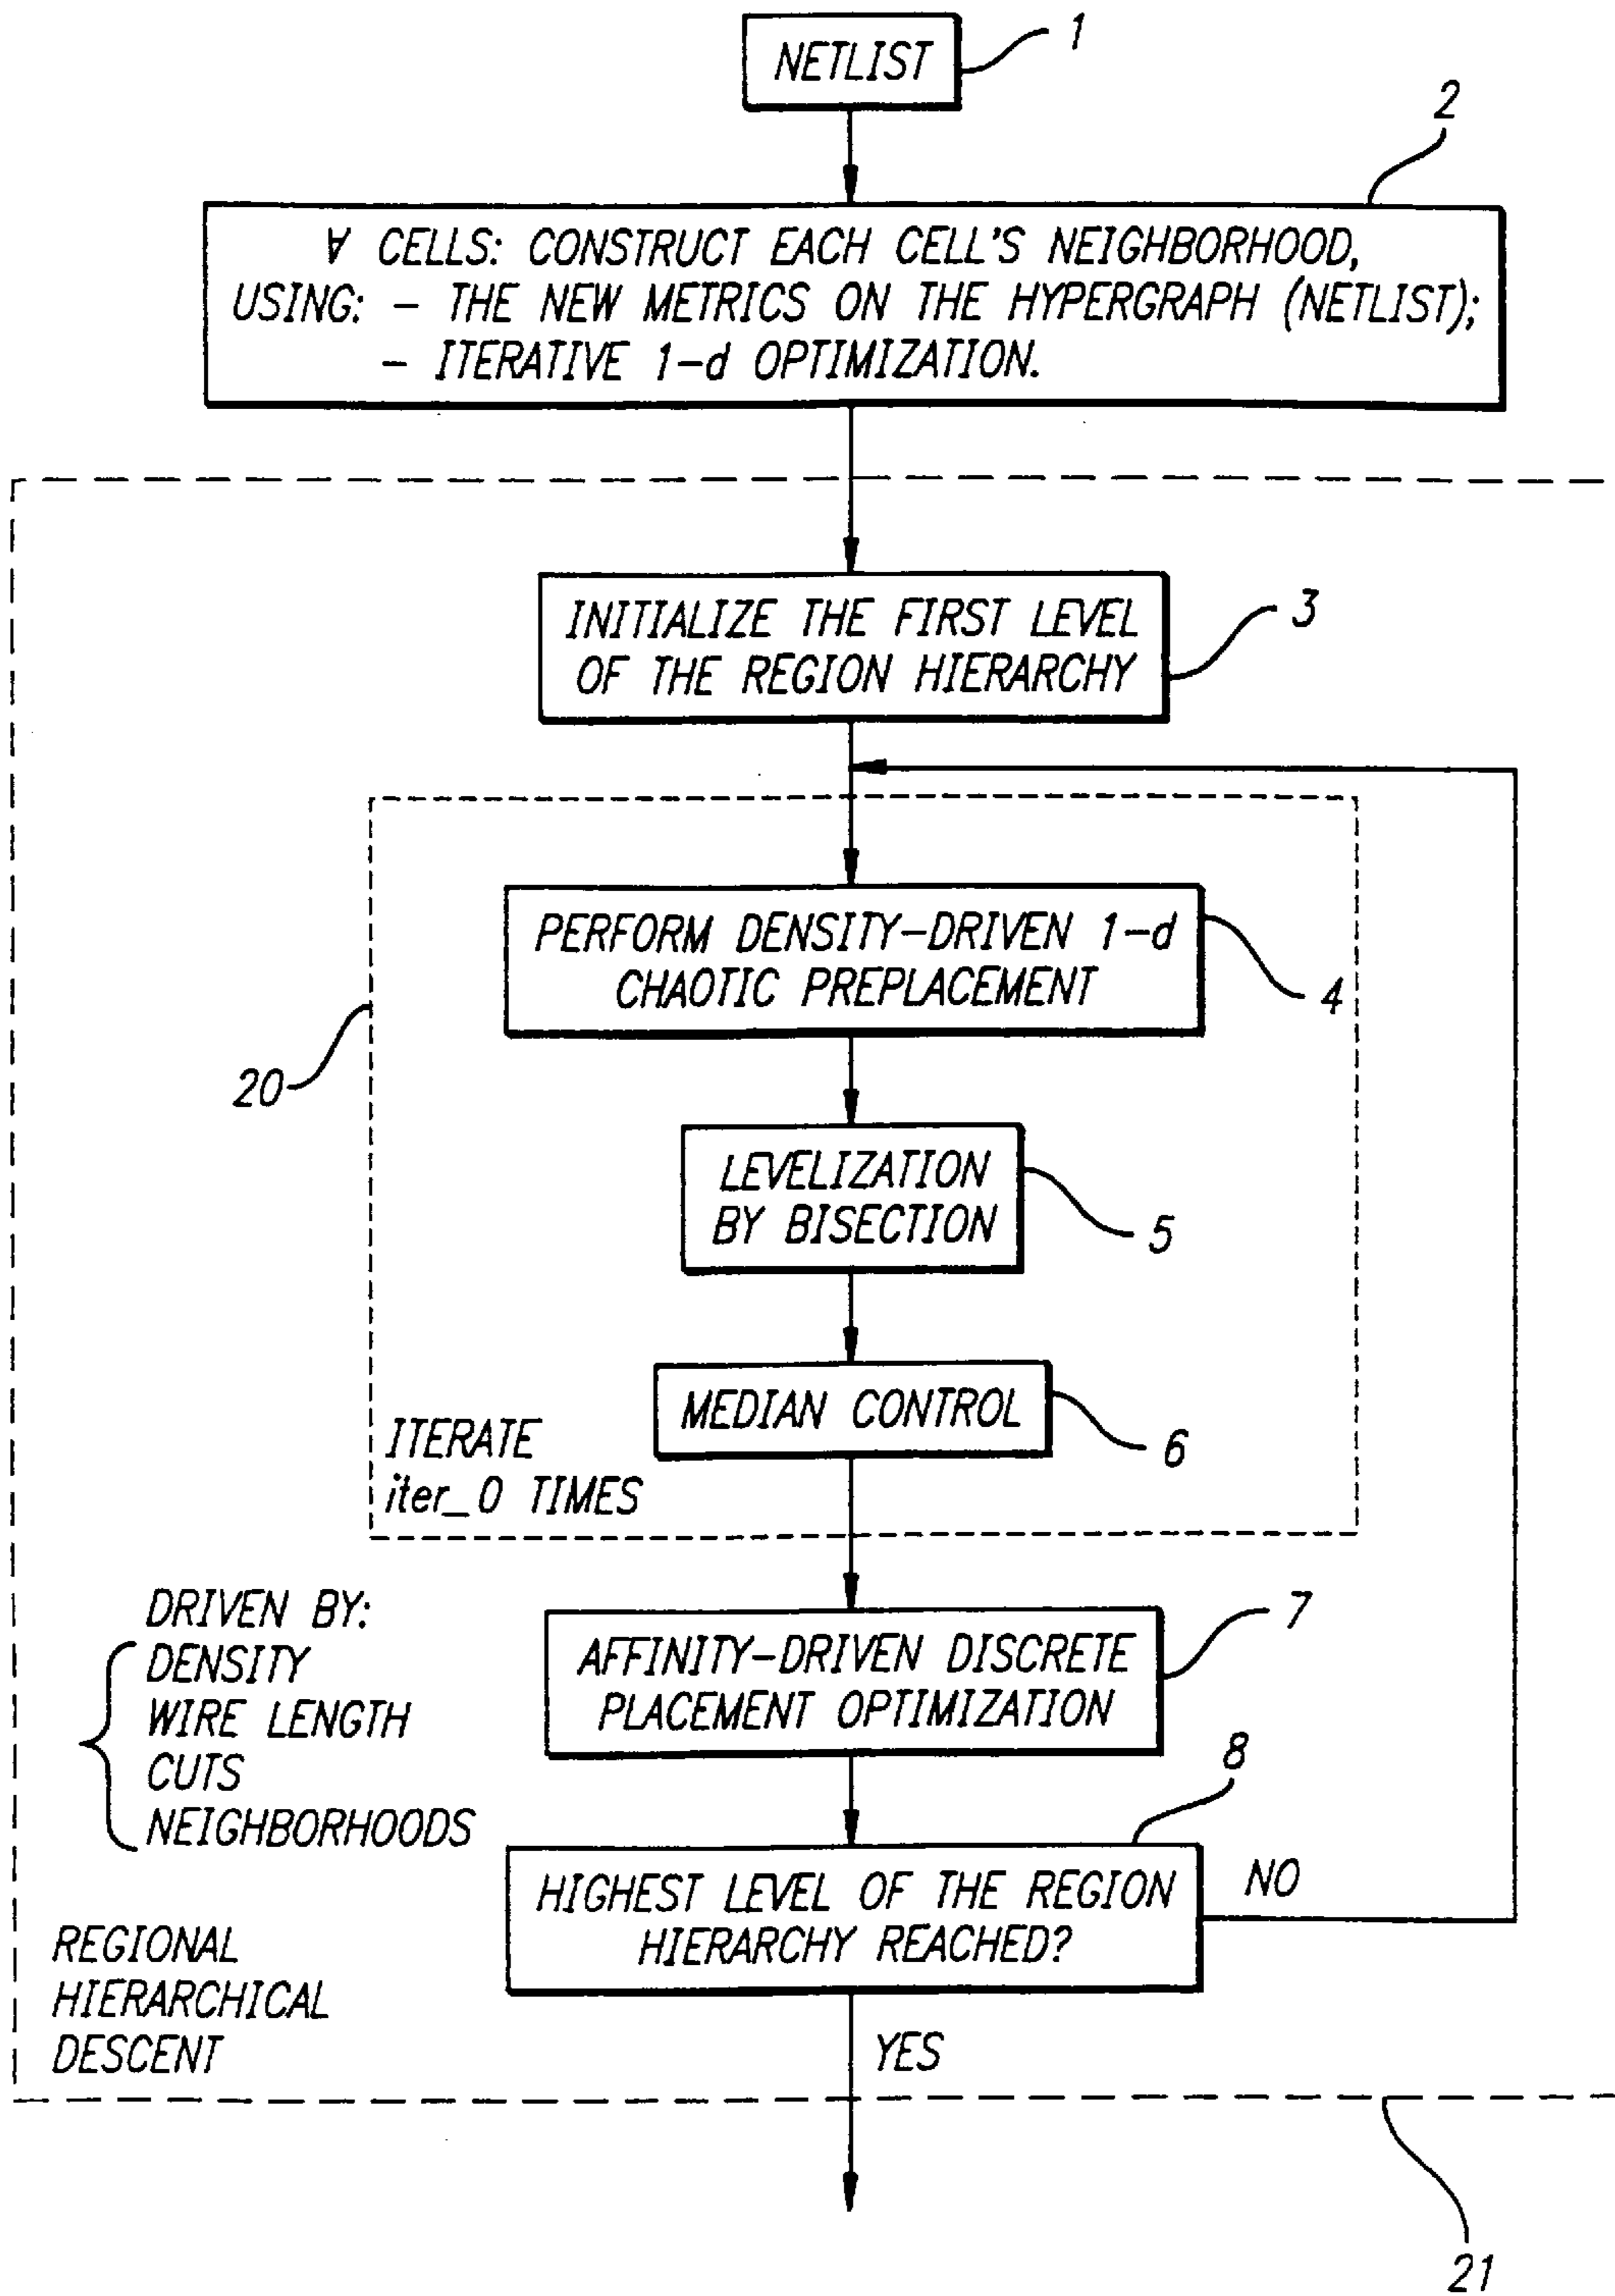 NETLIST
1
2
∀ CELLS: CONSTRUCT EACH CELL'S NEIGHBORHOOD,
USING: – THE NEW METRICS ON THE HYPERGRAPH (NETLIST);
– ITERATIVE 1–d OPTIMIZATION.
INITIALIZE THE FIRST LEVEL
OF THE REGION HIERARCHY
3
PERFORM DENSITY–DRIVEN 1–d
CHAOTIC PREPLACEMENT
4
20
LEVELIZATION
BY BISECTION
5
MEDIAN CONTROL
6
ITERATE
iter_0 TIMES
DRIVEN BY:
DENSITY
WIRE LENGTH
CUTS
NEIGHBORHOODS
AFFINITY–DRIVEN DISCRETE
PLACEMENT OPTIMIZATION
7
8
HIGHEST LEVEL OF THE REGION
HIERARCHY REACHED?
NO
REGIONAL
HIERARCHICAL
DESCENT
YES
21